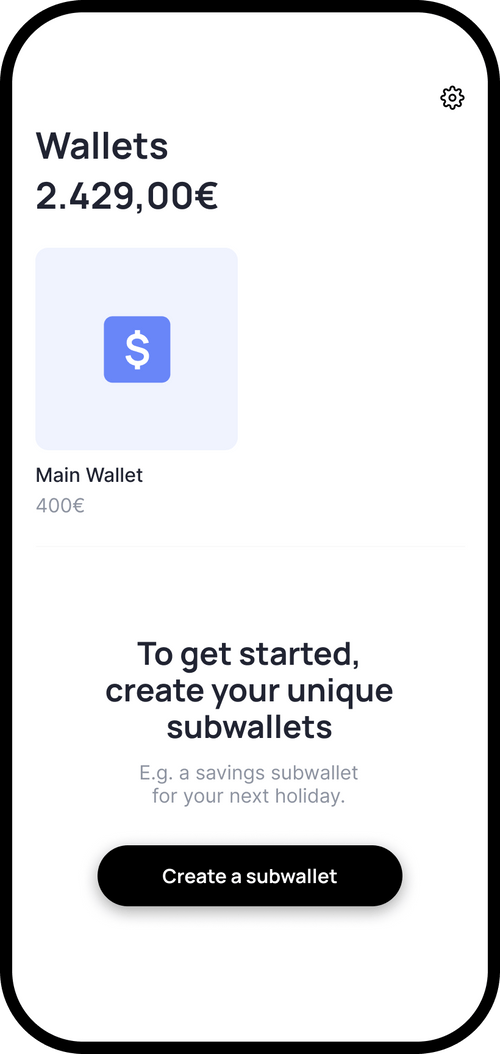 Wallets
2.429,00€
$
Main Wallet
400€
To get started,
create your unique
subwallets
E.g. a savings subwallet
for your next holiday.
Create a subwallet